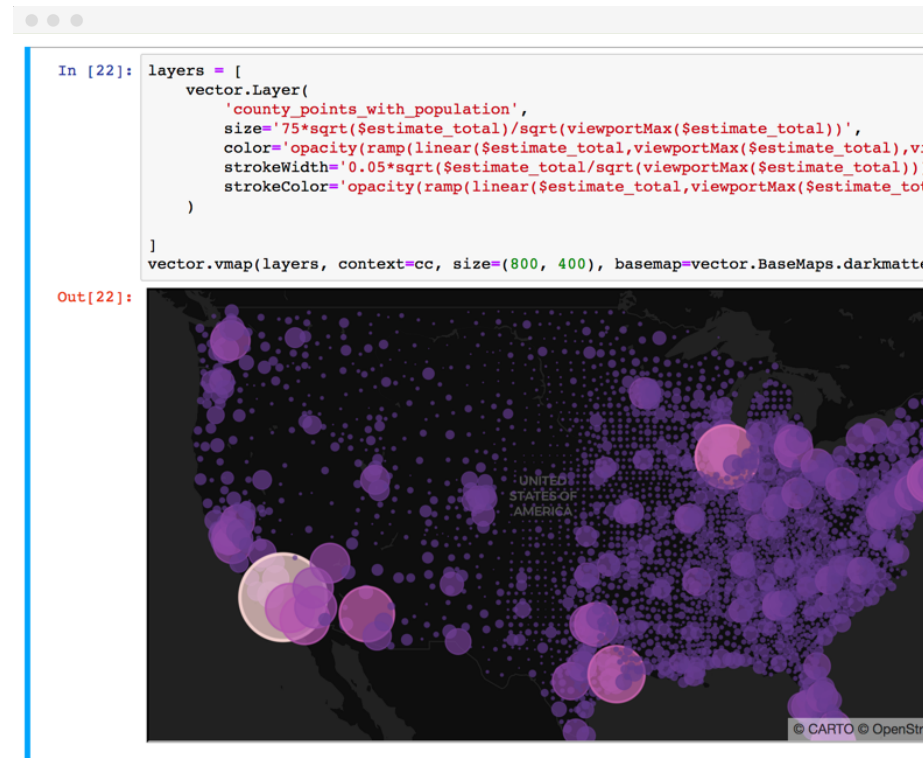 In [22]: layers = [
vector.Layer(
'county_points_with_population',
size='75*sqrt($estimate_total)/sqrt(viewportMax($estimate_total))',
color='opacity(ramp(linear($estimate_total,viewportMax($estimate_total),vi
strokeWidth='0.05*sqrt($estimate_total/sqrt(viewportMax($estimate_total))
strokeColor='opacity(ramp(linear($estimate_total,viewportMax($estimate_tot
)
]
vector.vmap(layers, context=cc, size=(800, 400), basemap=vector.BaseMaps.darkmatte
Out[22]:
UNITED
STATES OF
AMERICA
© CARTO © OpenStr